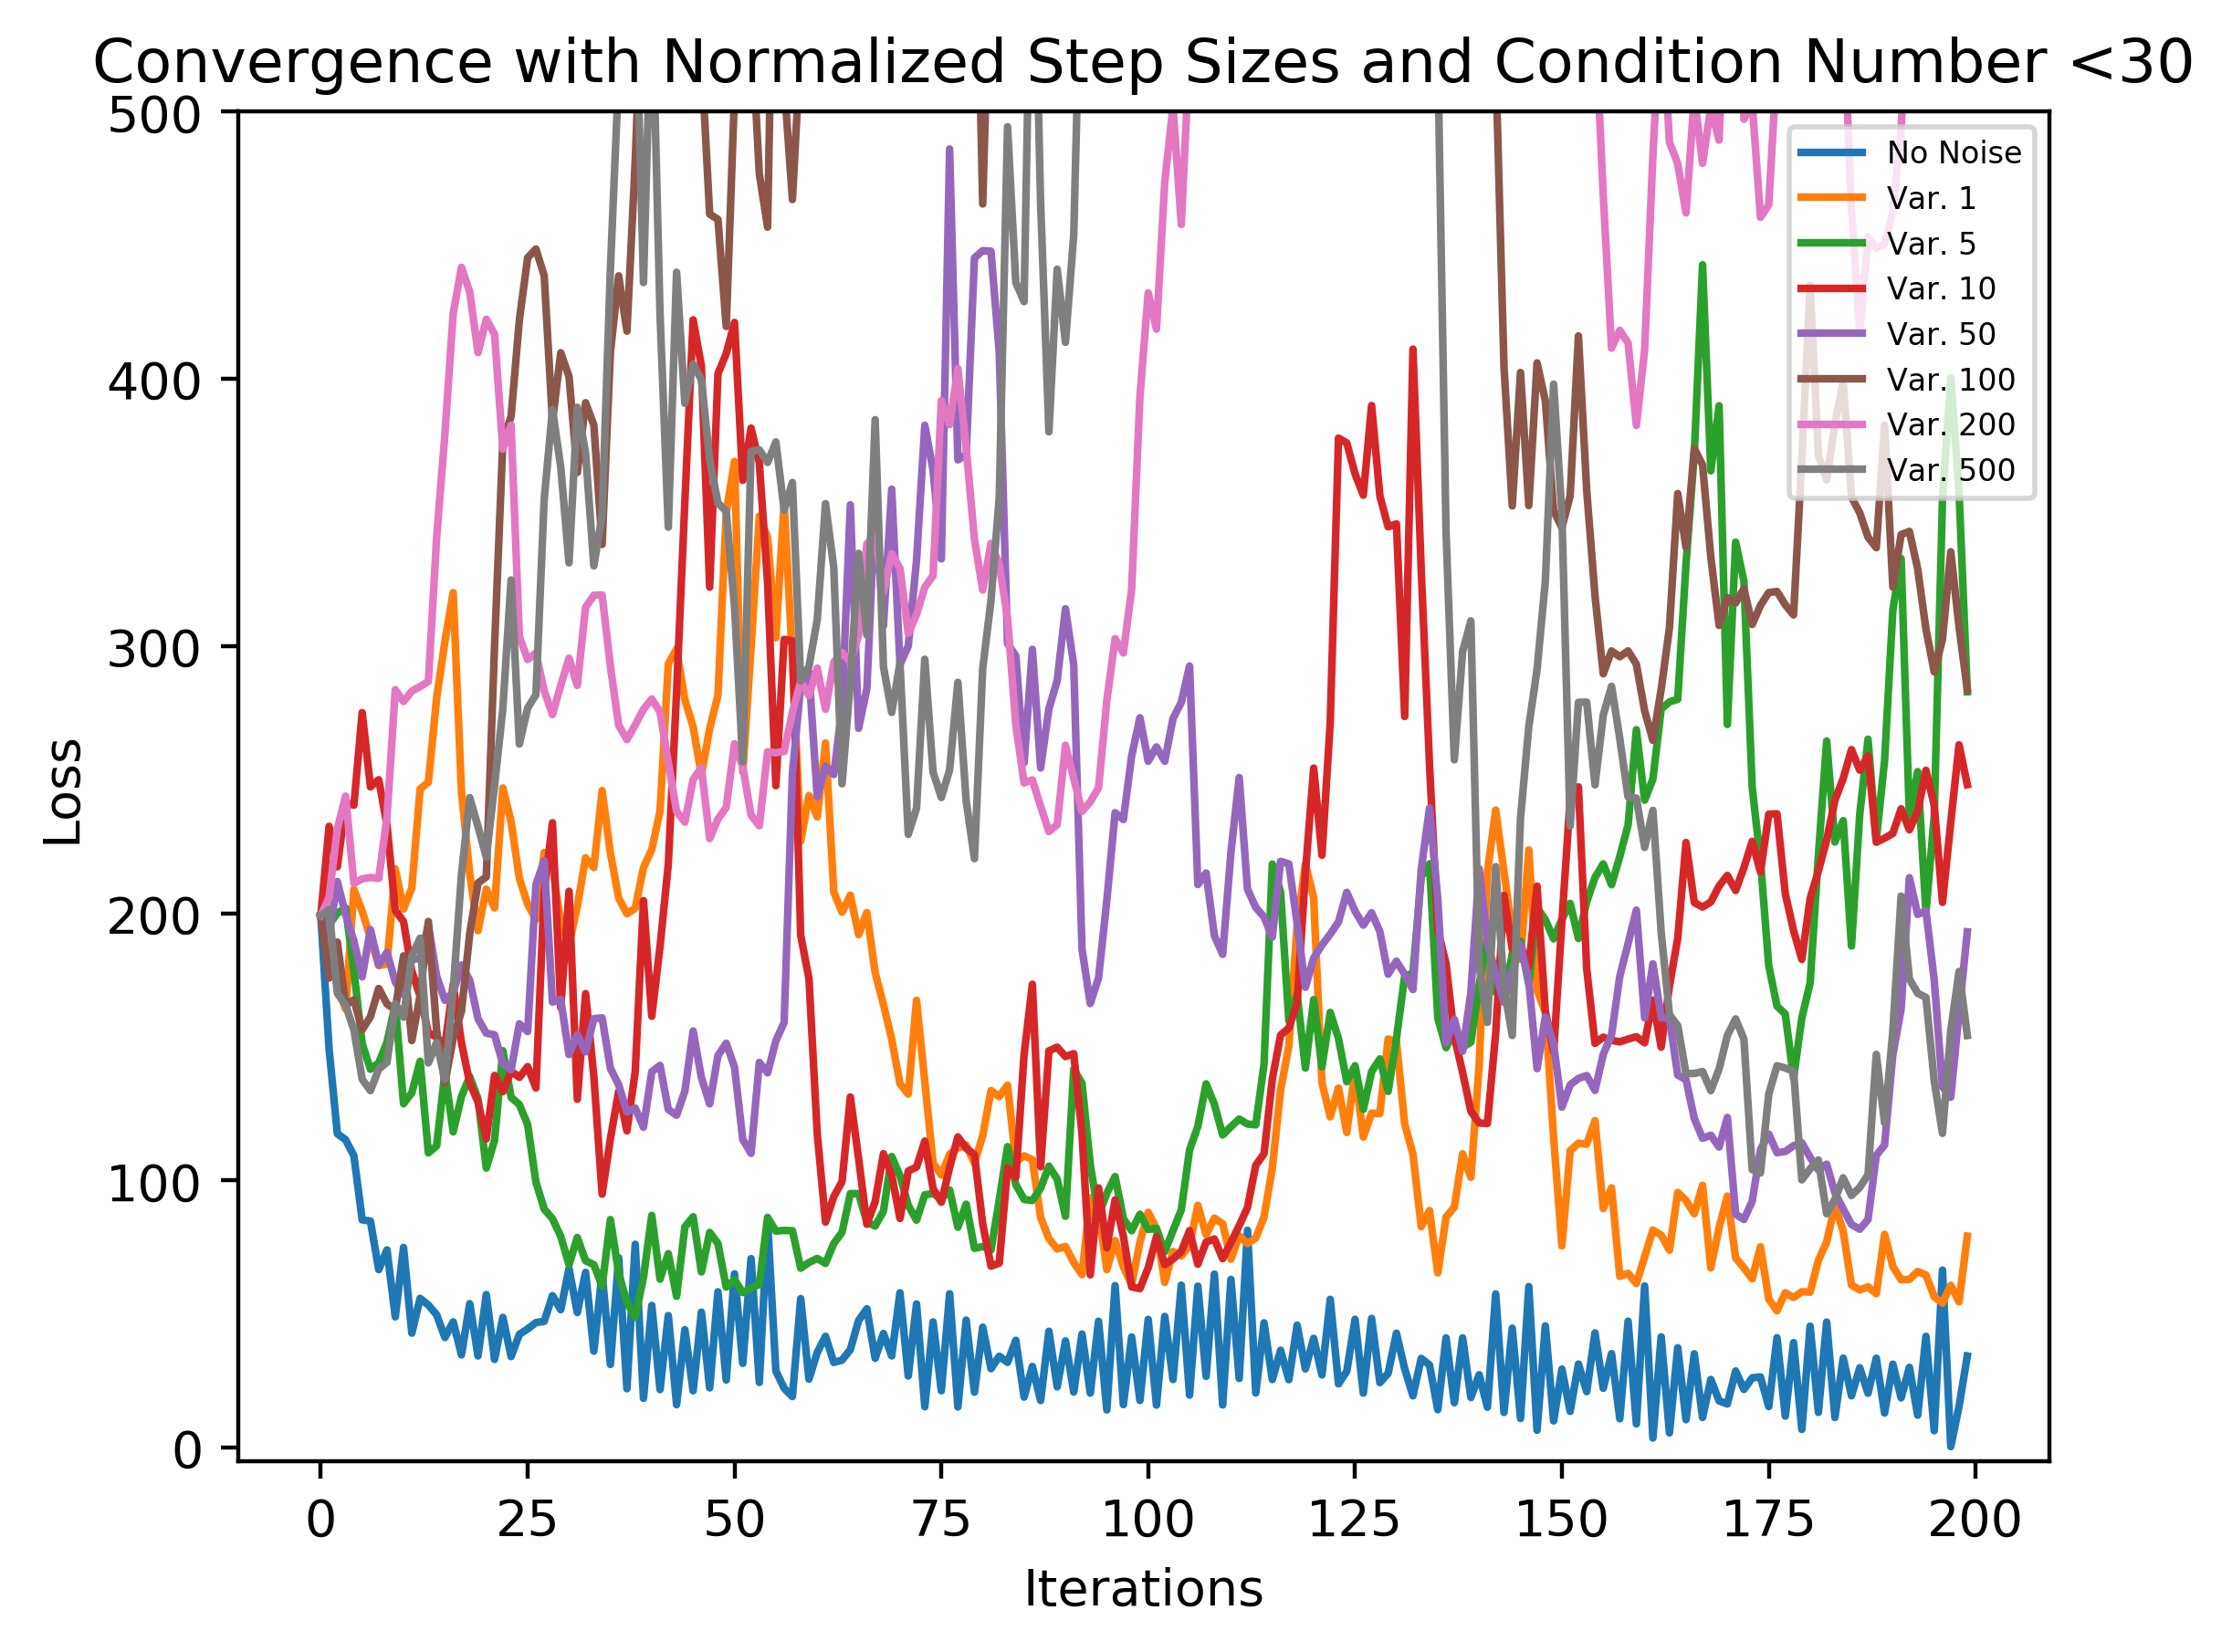 Convergence with Normalized Step Sizes and Condition Number <30
500
400
300
200
100
0
Loss
0 25 50 75 100 125 150 175 200
Iterations
No Noise
Var. 1
Var. 5
Var. 10
Var. 50
Var. 100
Var. 200
Var. 500